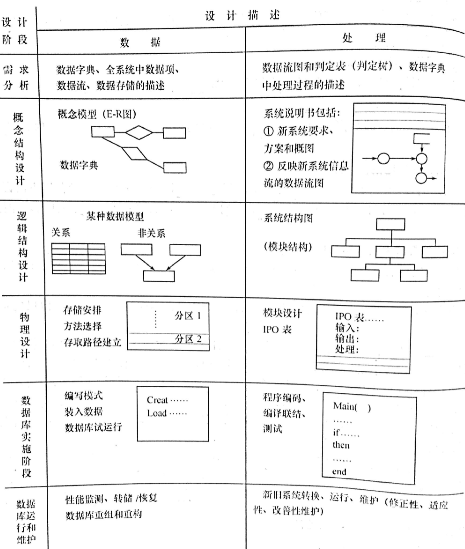 设计阶段
设计描述
数据
处理
需求分析
数据字典、全系统中数据项、
数据流、数据存储的描述
数据流图和判定表（判定树）、数据字典
中处理过程的描述
概念结构设计
概念模型（E-R图）
数据字典
系统说明书包括：
① 新系统要求、
方案和概图
② 反映新系统信息
流的数据流图
逻辑结构设计
某种数据模型
关系
非关系
系统结构图
（模块结构）
物理设计
存储安排
方法选择
存取路径建立
分区 1
分区 2
模块设计
IPO 表
IPO 表……
输入：
输出：
处理：
数据库实施阶段
编写模式
装入数据
数据库试运行
Creat ……
Load ……
程序编码、
编译联结、
测试
Main( )
……
if……
then
……
end
数据库运行和维护
性能监测、转储/恢复
数据库重组和重构
新旧系统转换、运行、维护（修正性、适应
性、改善性维护）